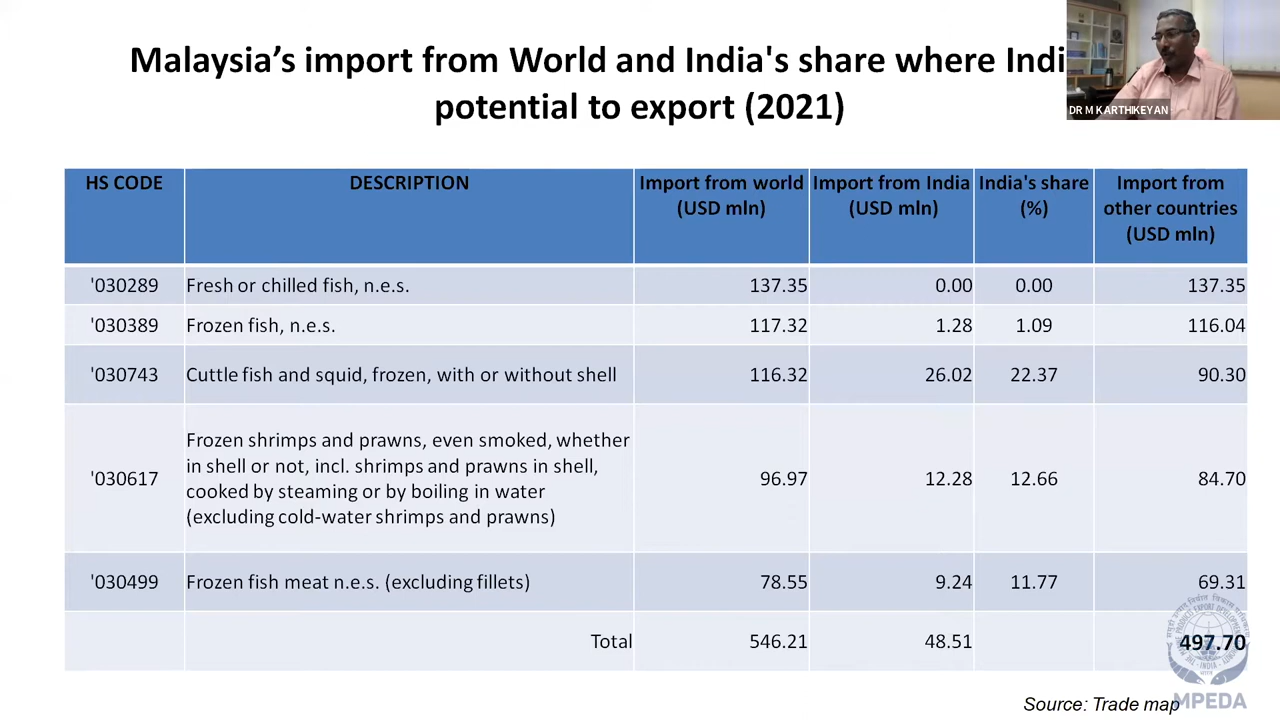 Malaysia’s import from World and India's share where Indi
potential to export (2021)
DR M KARTHIKEYAN
HS CODE DESCRIPTION Import from world (USD mln) Import from India (USD mln) India's share (%) Import from other countries (USD mln)
'030289 Fresh or chilled fish, n.e.s. 137.35 0.00 0.00 137.35
'030389 Frozen fish, n.e.s. 117.32 1.28 1.09 116.04
'030743 Cuttle fish and squid, frozen, with or without shell 116.32 26.02 22.37 90.30
'030617 Frozen shrimps and prawns, even smoked, whether
in shell or not, incl. shrimps and prawns in shell,
cooked by steaming or by boiling in water
(excluding cold-water shrimps and prawns) 96.97 12.28 12.66 84.70
'030499 Frozen fish meat n.e.s. (excluding fillets) 78.55 9.24 11.77 69.31
Total 546.21 48.51 497.70
Source: Trade map
MPEDA